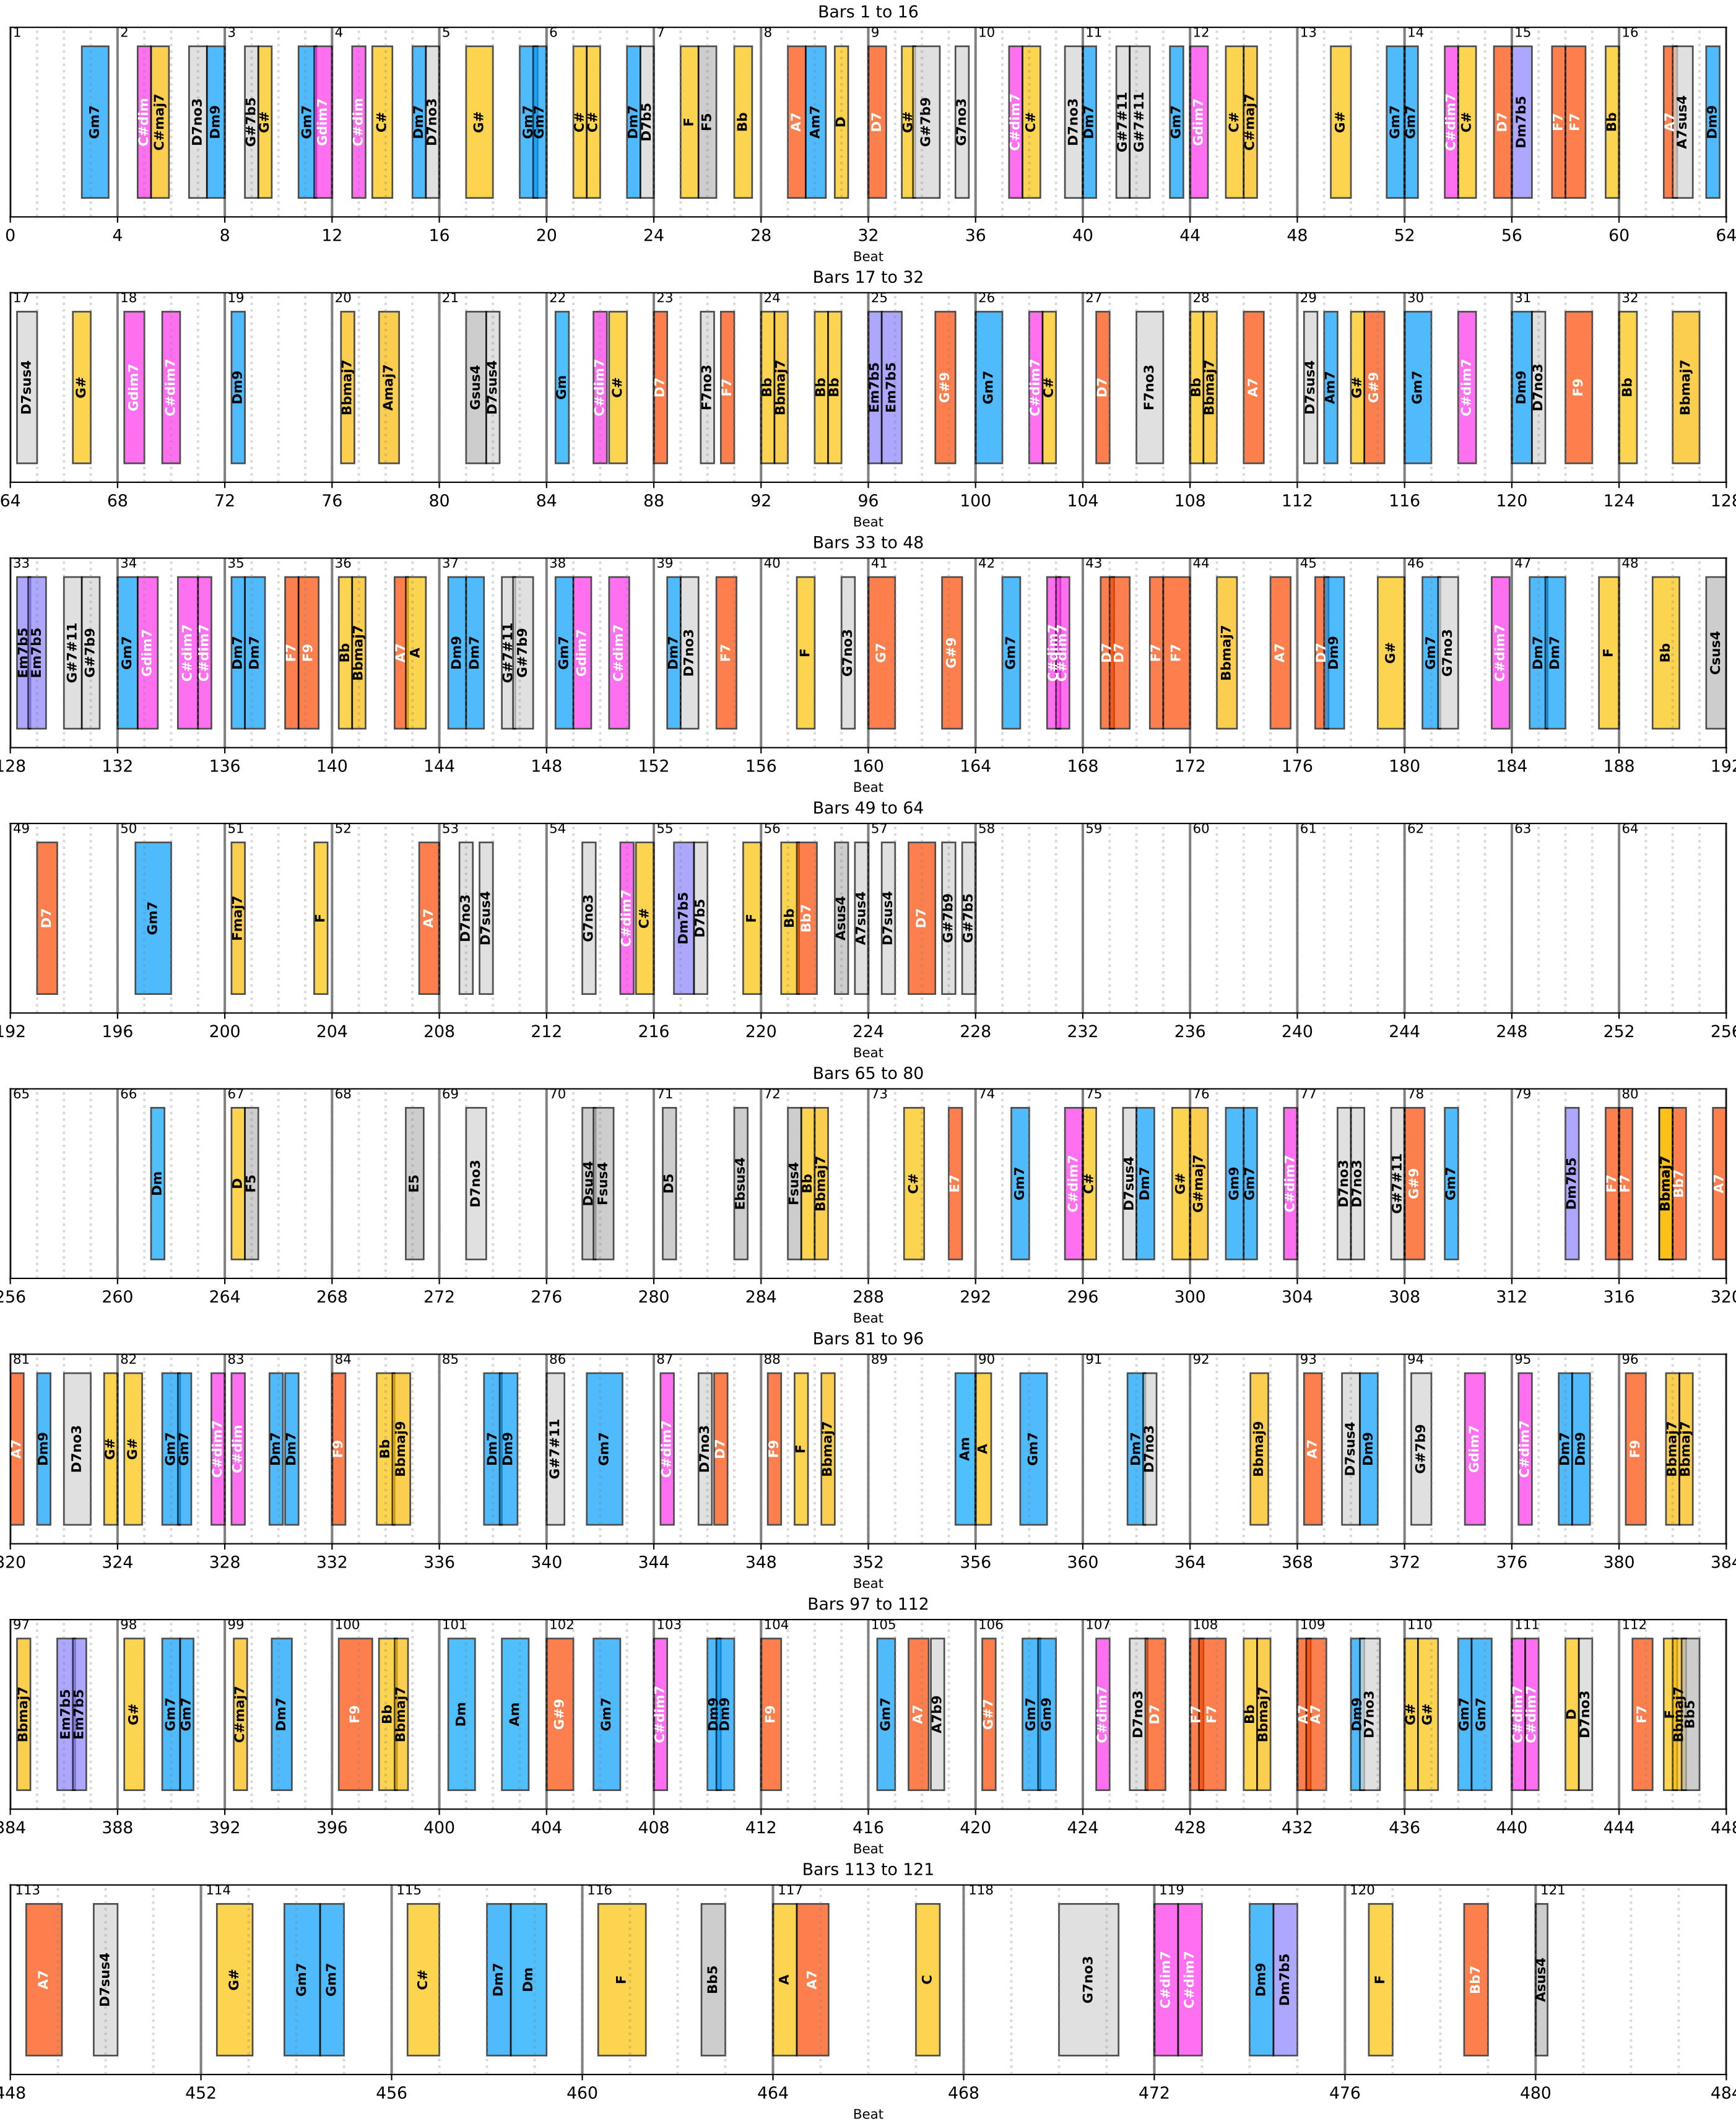 Bars 1 to 16
1 2 3 4 5 6 7 8 9 10 11 12 13 14 15 16
Gm7 C#dim C#maj7 D7no3 Dm9 G#7b5 G# Gm7 Gdim7 C#dim C# Dm7 D7no3 G# Gm7 Gm7 C# C# Dm7 D7b5 F F5 Bb A7 Am7 D D7 G# G#7b9 G7no3 C#dim7 C# D7no3 Dm7 G#7#11 G#7#11 Gm7 Gdim7 C# C#maj7 G# Gm7 Gm7 C#dim7 C# D7 Dm7b5 F7 F7 Bb A7 A7sus4 Dm9
0 4 8 12 16 20 24 28 32 36 40 44 48 52 56 60 64
Beat
Bars 17 to 32
17 18 19 20 21 22 23 24 25 26 27 28 29 30 31 32
D7sus4 G# Gdim7 C#dim7 Dm9 Bbmaj7 Amaj7 Gsus4 D7sus4 Gm C#dim7 C# D7 F7no3 F7 Bb Bbmaj7 Bb Bb Em7b5 Em7b5 G#9 Gm7 C#dim7 C# D7 F7no3 Bb Bbmaj7 A7 D7sus4 Am7 G# G#9 Gm7 C#dim7 Dm9 D7no3 F9 Bb Bbmaj7
64 68 72 76 80 84 88 92 96 100 104 108 112 116 120 124 128
Beat
Bars 33 to 48
33 34 35 36 37 38 39 40 41 42 43 44 45 46 47 48
Em7b5 Em7b5 G#7#11 G#7b9 Gm7 Gdim7 C#dim7 C#dim7 Dm7 Dm7 F7 F9 Bb Bbmaj7 A7 A Dm9 Dm7 G#7#11 G#7b9 Gm7 Gdim7 C#dim7 Dm7 D7no3 F7 F G7no3 G7 G#9 Gm7 C#dim7 C#dim7 D7 D7 F7 F7 Bbmaj7 A7 D7 Dm9 G# Gm7 G7no3 C#dim7 Dm7 Dm7 F Bb Csus4
128 132 136 140 144 148 152 156 160 164 168 172 176 180 184 188 192
Beat
Bars 49 to 64
49 50 51 52 53 54 55 56 57 58 59 60 61 62 63 64
D7 Gm7 Fmaj7 F A7 D7no3 D7sus4 G7no3 C#dim7 C# Dm7b5 D7b5 F Bb Bb7 Asus4 A7sus4 D7sus4 D7 G#7b9 G#7b5
192 196 200 204 208 212 216 220 224 228 232 236 240 244 248 252 256
Beat
Bars 65 to 80
65 66 67 68 69 70 71 72 73 74 75 76 77 78 79 80
Dm D F5 E5 D7no3 Dsus4 Fsus4 D5 Ebsus4 Fsus4 Bb Bbmaj7 C# E7 Gm7 C#dim7 C# D7sus4 Dm7 G# G#maj7 Gm9 Gm7 C#dim7 D7no3 D7no3 G#7#11 G#9 Gm7 Dm7b5 F7 F7 Bbmaj7 Bb7 A7
256 260 264 268 272 276 280 284 288 292 296 300 304 308 312 316 320
Beat
Bars 81 to 96
81 82 83 84 85 86 87 88 89 90 91 92 93 94 95 96
A7 Dm9 D7no3 G# G# Gm7 Gm7 C#dim7 C#dim Dm7 Dm7 F9 Bb Bbmaj9 Dm7 Dm9 G#7#11 Gm7 C#dim7 D7no3 D7 F9 F Bbmaj7 Am A Gm7 Dm7 D7no3 Bbmaj9 A7 D7sus4 Dm9 G#7b9 Gdim7 C#dim7 Dm7 Dm9 F9 Bbmaj7 Bbmaj7
320 324 328 332 336 340 344 348 352 356 360 364 368 372 376 380 384
Beat
Bars 97 to 112
97 98 99 100 101 102 103 104 105 106 107 108 109 110 111 112
Bbmaj7 Em7b5 Em7b5 G# Gm7 Gm7 C#maj7 Dm7 F9 Bb Bbmaj7 Dm Am G#9 Gm7 C#dim7 Dm9 Dm9 F9 Gm7 A7 A7b9 G#7 Gm7 Gm9 C#dim7 D7no3 D7 F7 F7 Bb Bbmaj7 A7 A7 Dm9 D7no3 G# G# Gm7 Gm7 C#dim7 C#dim7 D D7no3 F7 F Bbmaj7 Bb5
384 388 392 396 400 404 408 412 416 420 424 428 432 436 440 444 448
Beat
Bars 113 to 121
113 114 115 116 117 118 119 120 121
A7 D7sus4 G# Gm7 Gm7 C# Dm7 Dm F Bb5 A A7 C G7no3 C#dim7 C#dim7 Dm9 Dm7b5 F Bb7 Asus4
448 452 456 460 464 468 472 476 480 484
Beat